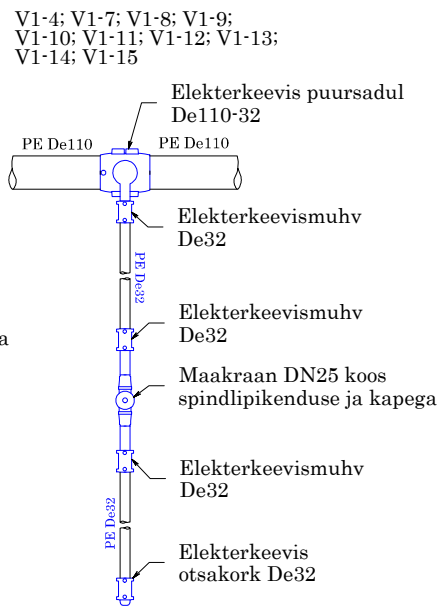 V1-4; V1-7; V1-8; V1-9;
V1-10; V1-11; V1-12; V1-13;
V1-14; V1-15
Elekterkeevis puursadul
De110-32
PE De110
PE De110
Elekterkeevismuhv
De32
PE De32
Elekterkeevismuhv
De32
a
Maakraan DN25 koos
spindlipikenduse ja kapega
Elekterkeevismuhv
De32
PE De32
Elekterkeevis
otsakork De32